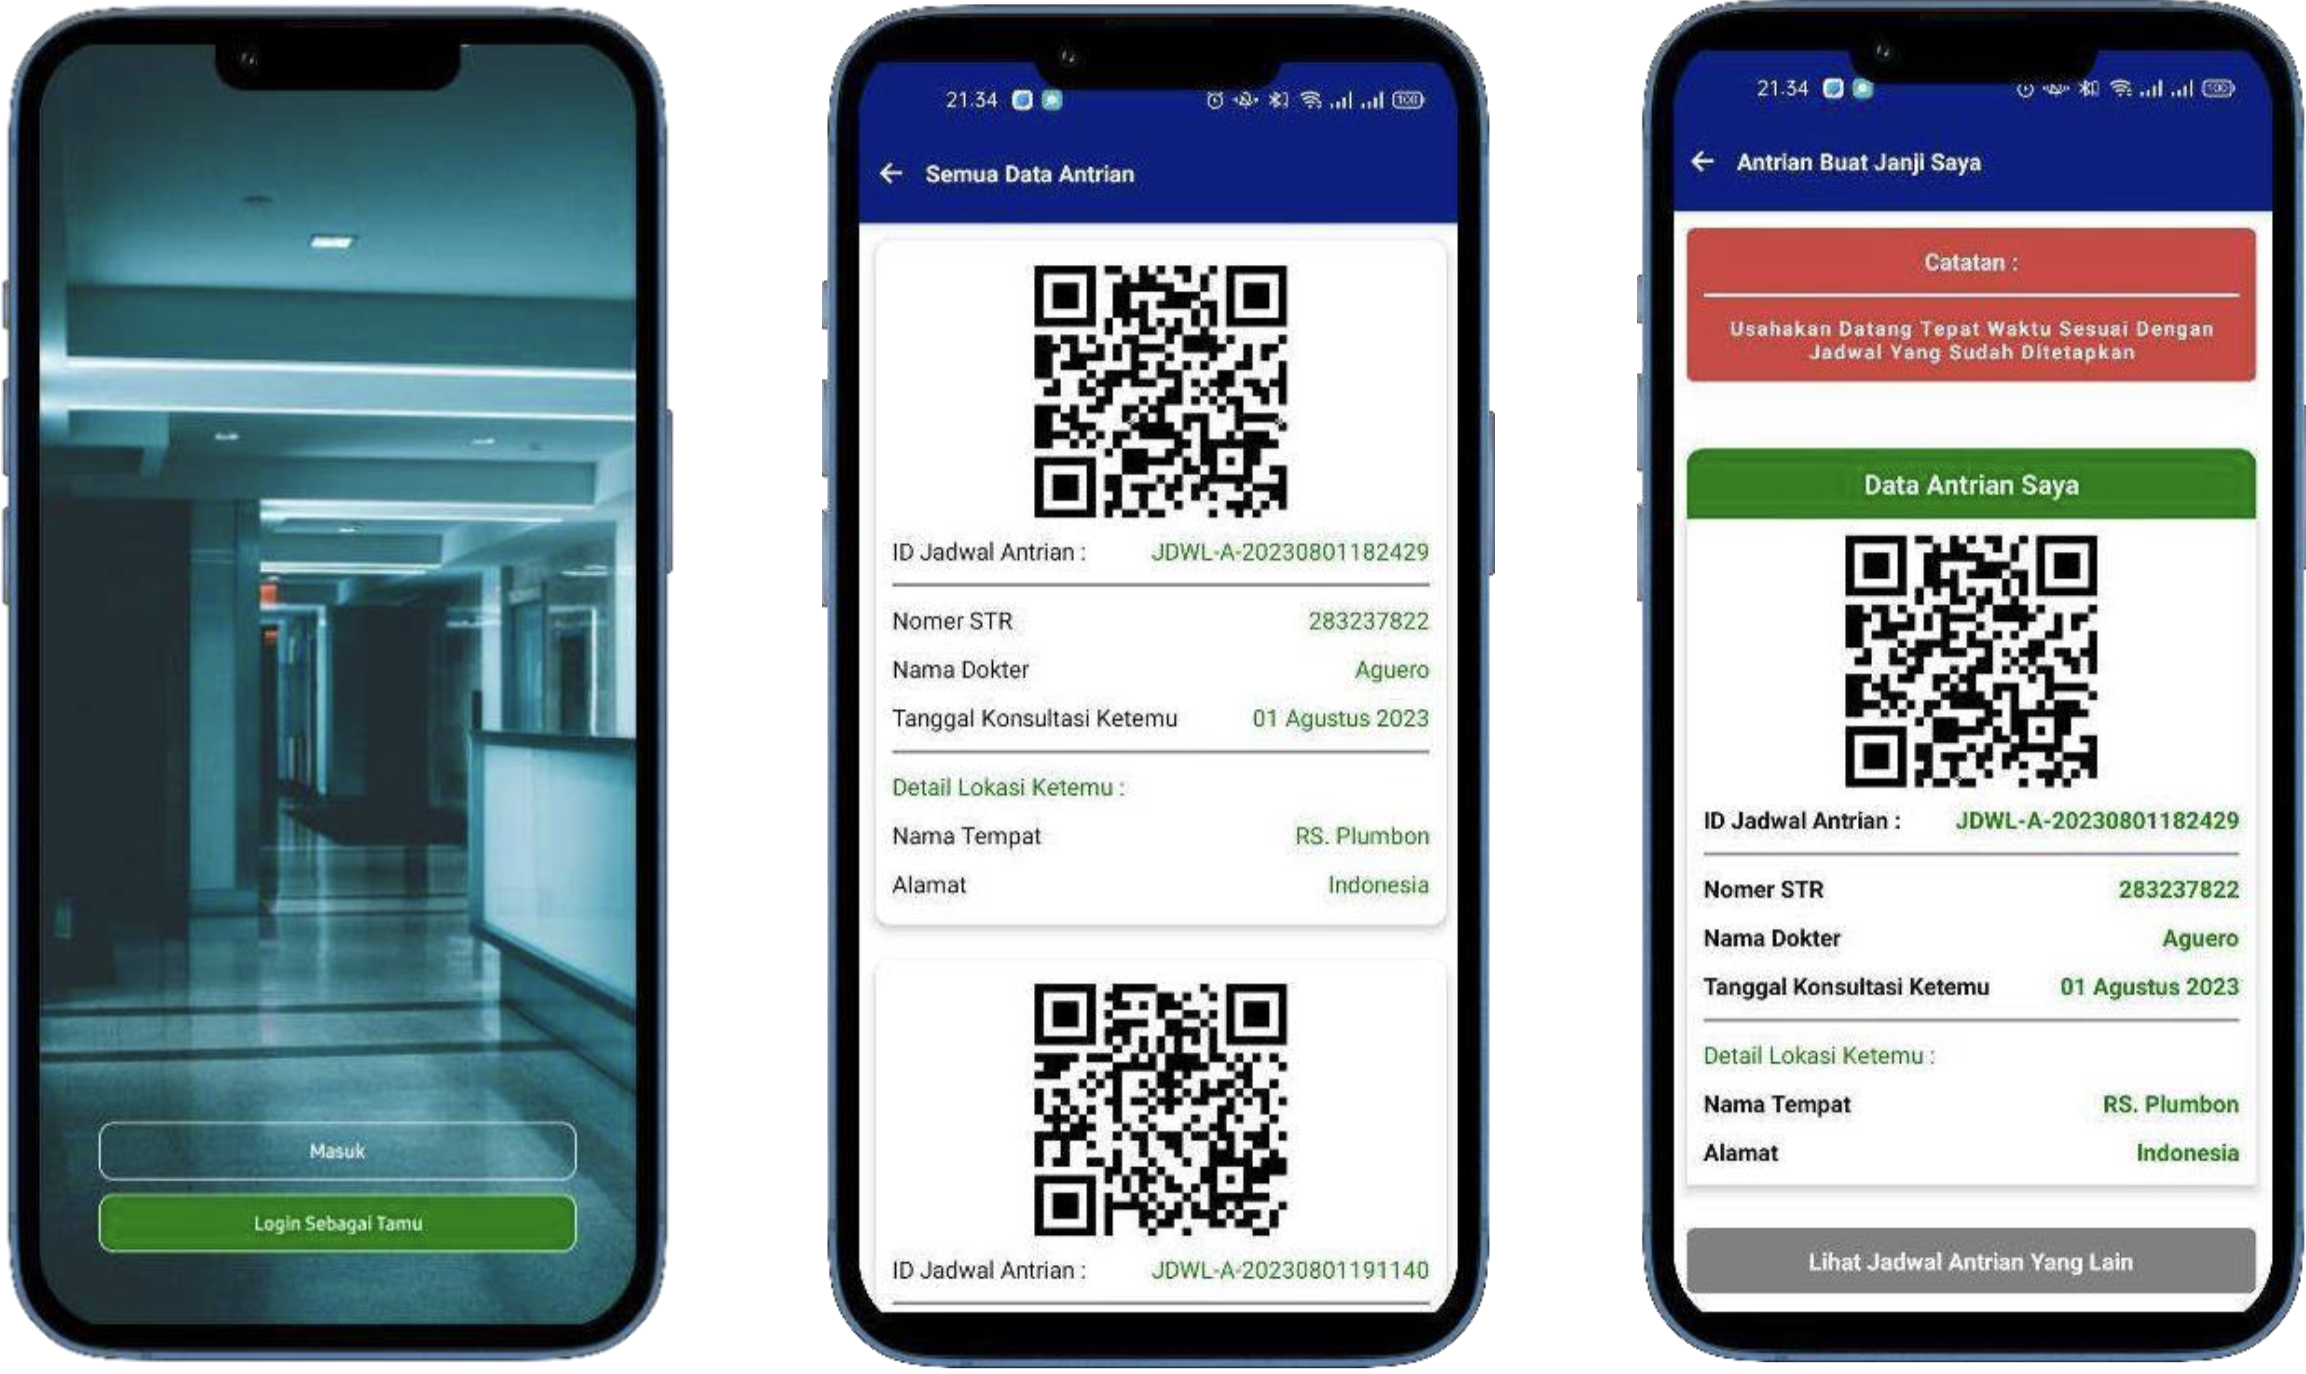 Masuk
Login Sebagai Tamu
21.34
100
Semua Data Antrian
ID Jadwal Antrian : JDWL-A-20230801182429
Nomer STR 283237822
Nama Dokter Aguero
Tanggal Konsultasi Ketemu 01 Agustus 2023
Detail Lokasi Ketemu :
Nama Tempat RS. Plumbon
Alamat Indonesia
ID Jadwal Antrian : JDWL-A-20230801191140
21.34
100
Antrian Buat Janji Saya
Catatan :
Usahakan Datang Tepat Waktu Sesuai Dengan
Jadwal Yang Sudah Ditetapkan
Data Antrian Saya
ID Jadwal Antrian : JDWL-A-20230801182429
Nomer STR 283237822
Nama Dokter Aguero
Tanggal Konsultasi Ketemu 01 Agustus 2023
Detail Lokasi Ketemu :
Nama Tempat RS. Plumbon
Alamat Indonesia
Lihat Jadwal Antrian Yang Lain